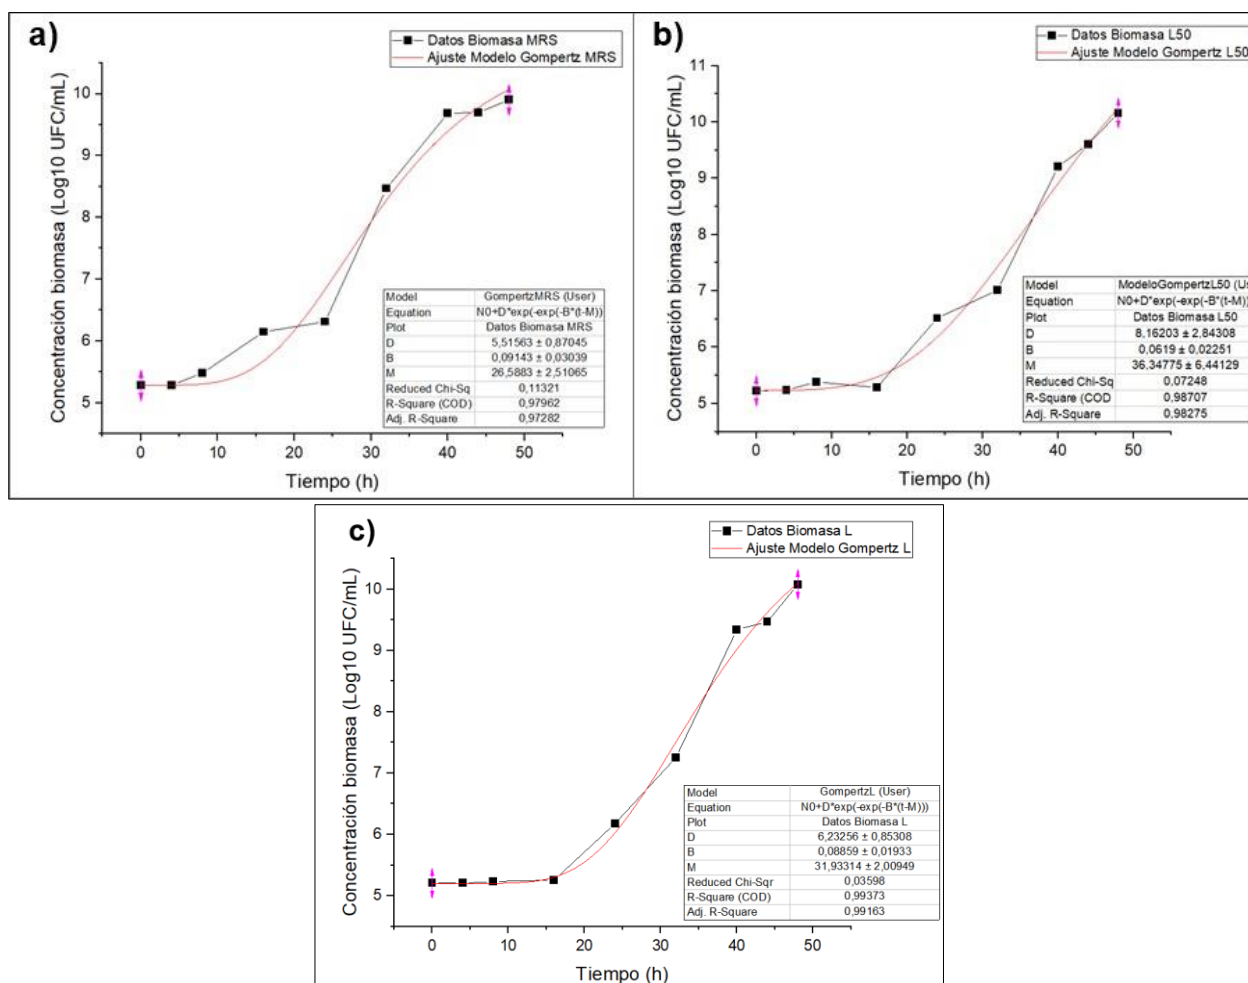 a)
Datos Biomasa MRS
Ajuste Modelo Gompertz MRS
Concentración biomasa (Log10 UFC/mL)
10
9
8
7
6
5
0 10 20 30 40 50
Tiempo (h)
Model GompertzMRS (User)
Equation N0+D*exp(-exp(-B*(t-M)))
Plot Datos Biomasa MRS
D 5,51563 ± 0,87045
B 0,09143 ± 0,03039
M 26,5883 ± 2,51065
Reduced Chi-Sq 0,11321
R-Square (COD) 0,97962
Adj. R-Square 0,97282
b)
Datos Biomasa L50
Ajuste Modelo Gompertz L50
Concentración biomasa (Log10 UFC/mL)
11
10
9
8
7
6
5
0 10 20 30 40 50
Tiempo (h)
Model ModeloGompertzL50 (Us
Equation N0+D*exp(-exp(-B*(t-M))
Plot Datos Biomasa L50
D 8,16203 ± 2,84308
B 0,0619 ± 0,02251
M 36,34775 ± 6,44129
Reduced Chi-Sq 0,07248
R-Square (COD 0,98707
Adj. R-Square 0,98275
c)
Datos Biomasa L
Ajuste Modelo Gompertz L
Concentración biomasa (Log10 UFC/mL)
10
9
8
7
6
5
0 10 20 30 40 50
Tiempo (h)
Model GompertzL (User)
Equation N0+D*exp(-exp(-B*(t-M)))
Plot Datos Biomasa L
D 6,23256 ± 0,85308
B 0,08859 ± 0,01933
M 31,93314 ± 2,00949
Reduced Chi-Sqr 0,03598
R-Square (COD) 0,99373
Adj. R-Square 0,99163